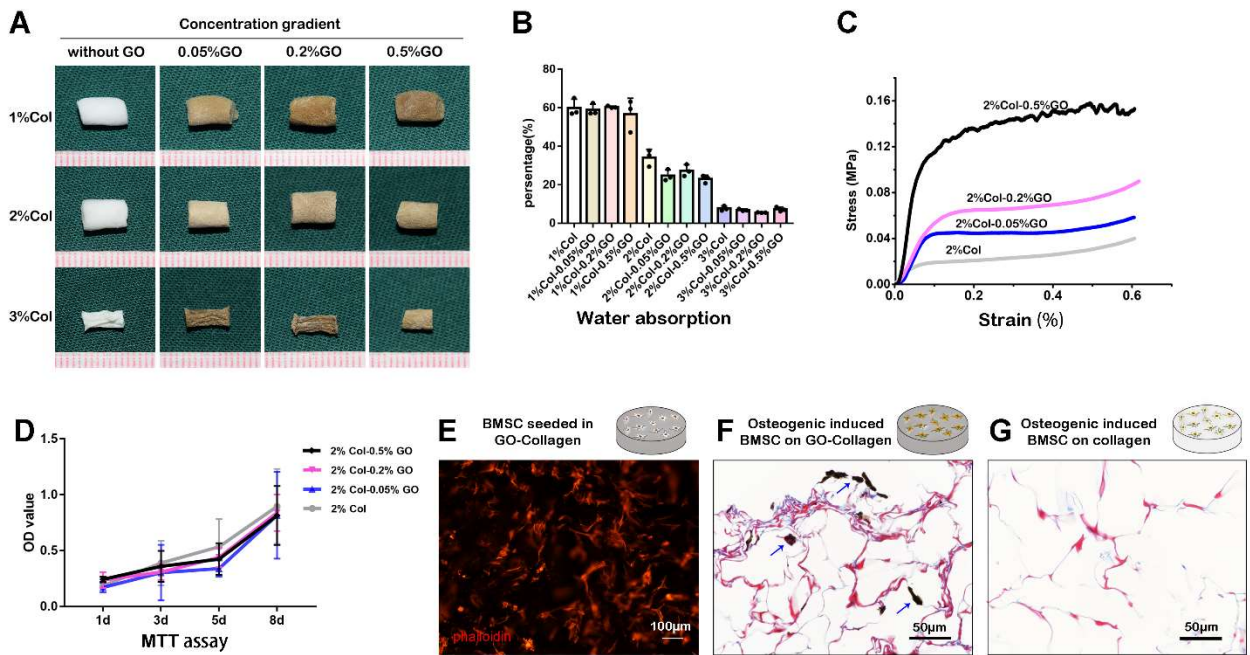 A
Concentration gradient
without GO
0.05%GO
0.2%GO
0.5%GO
1%Col
2%Col
3%Col
B
percentage(%)
80
60
40
20
0
1%Col
1%Col-0.05%GO
1%Col-0.2%GO
1%Col-0.5%GO
2%Col
2%Col-0.05%GO
2%Col-0.2%GO
2%Col-0.5%GO
3%Col
3%Col-0.05%GO
3%Col-0.2%GO
3%Col-0.5%GO
Water absorption
C
Stress (MPa)
0.16
0.12
0.08
0.04
0.00
2%Col-0.5%GO
2%Col-0.2%GO
2%Col-0.05%GO
2%Col
0.0
0.2
0.4
0.6
Strain (%)
D
OD value
1.5
1.0
0.5
0.0
2% Col-0.5% GO
2% Col-0.2% GO
2% Col-0.05% GO
2% Col
1d
3d
5d
8d
MTT assay
E
BMSC seeded in
GO-Collagen
phalloidin
100μm
F
Osteogenic induced
BMSC on GO-Collagen
50μm
G
Osteogenic induced
BMSC on collagen
50μm